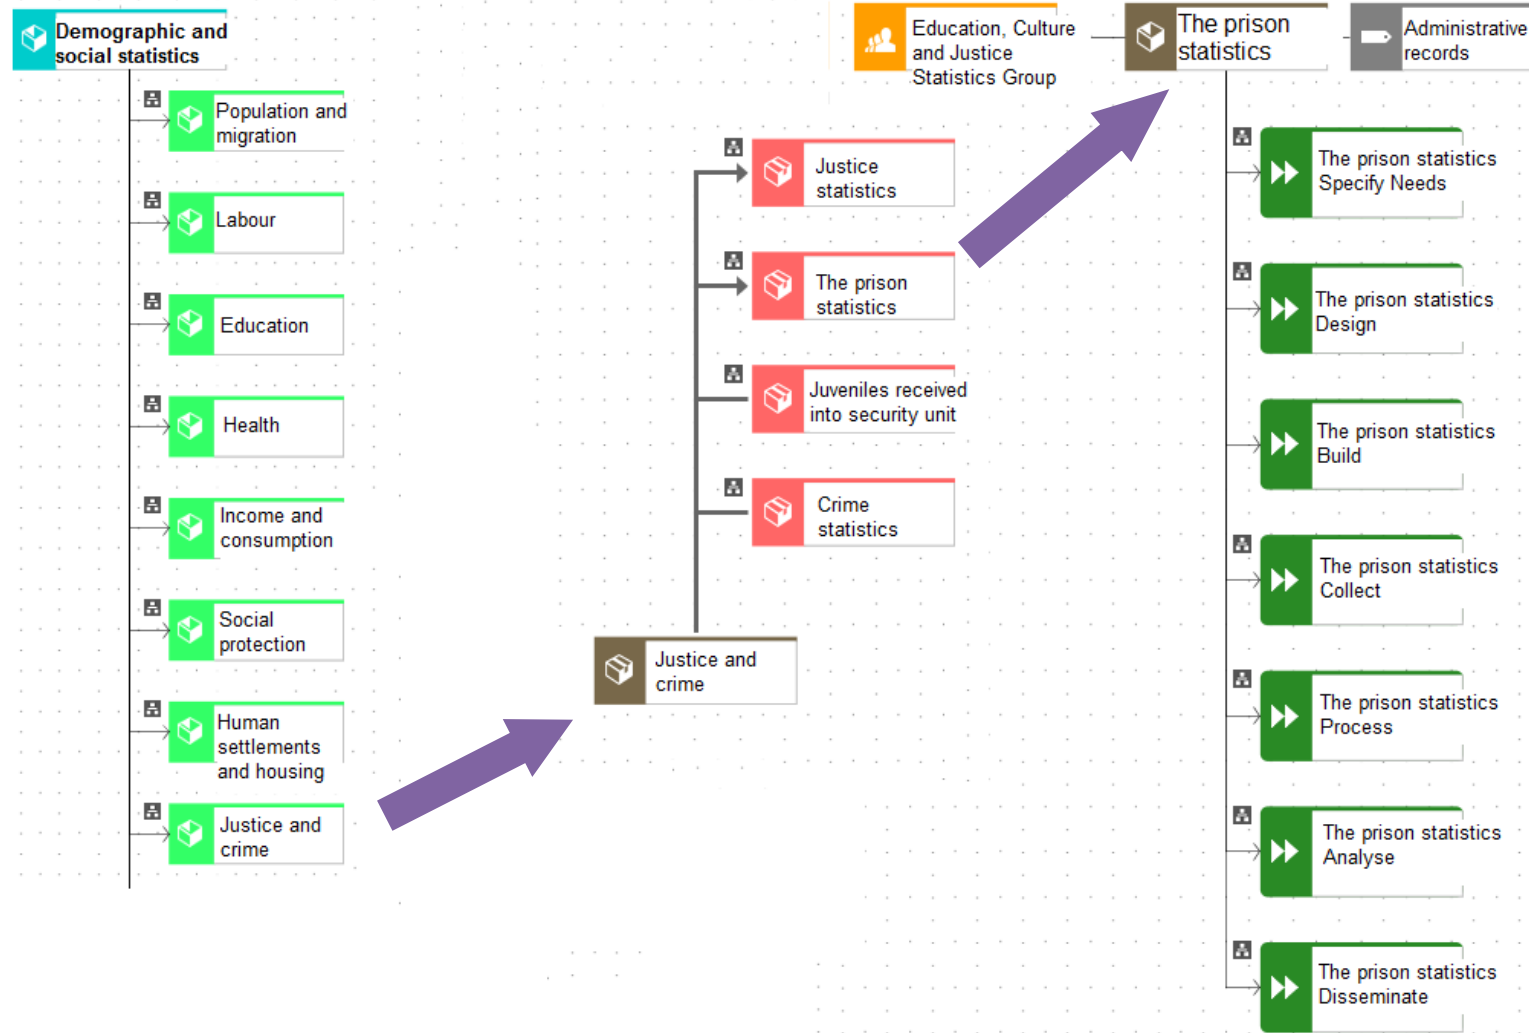 Demographic and
social statistics
Population and
migration
Labour
Education
Health
Income and
consumption
Social
protection
Human
settlements
and housing
Justice and
crime
Justice
statistics
The prison
statistics
Juveniles received
into security unit
Crime
statistics
Justice and
crime
Education, Culture
and Justice
Statistics Group
The prison
statistics
Administrative
records
The prison statistics
Specify Needs
The prison statistics
Design
The prison statistics
Build
The prison statistics
Collect
The prison statistics
Process
The prison statistics
Analyse
The prison statistics
Disseminate